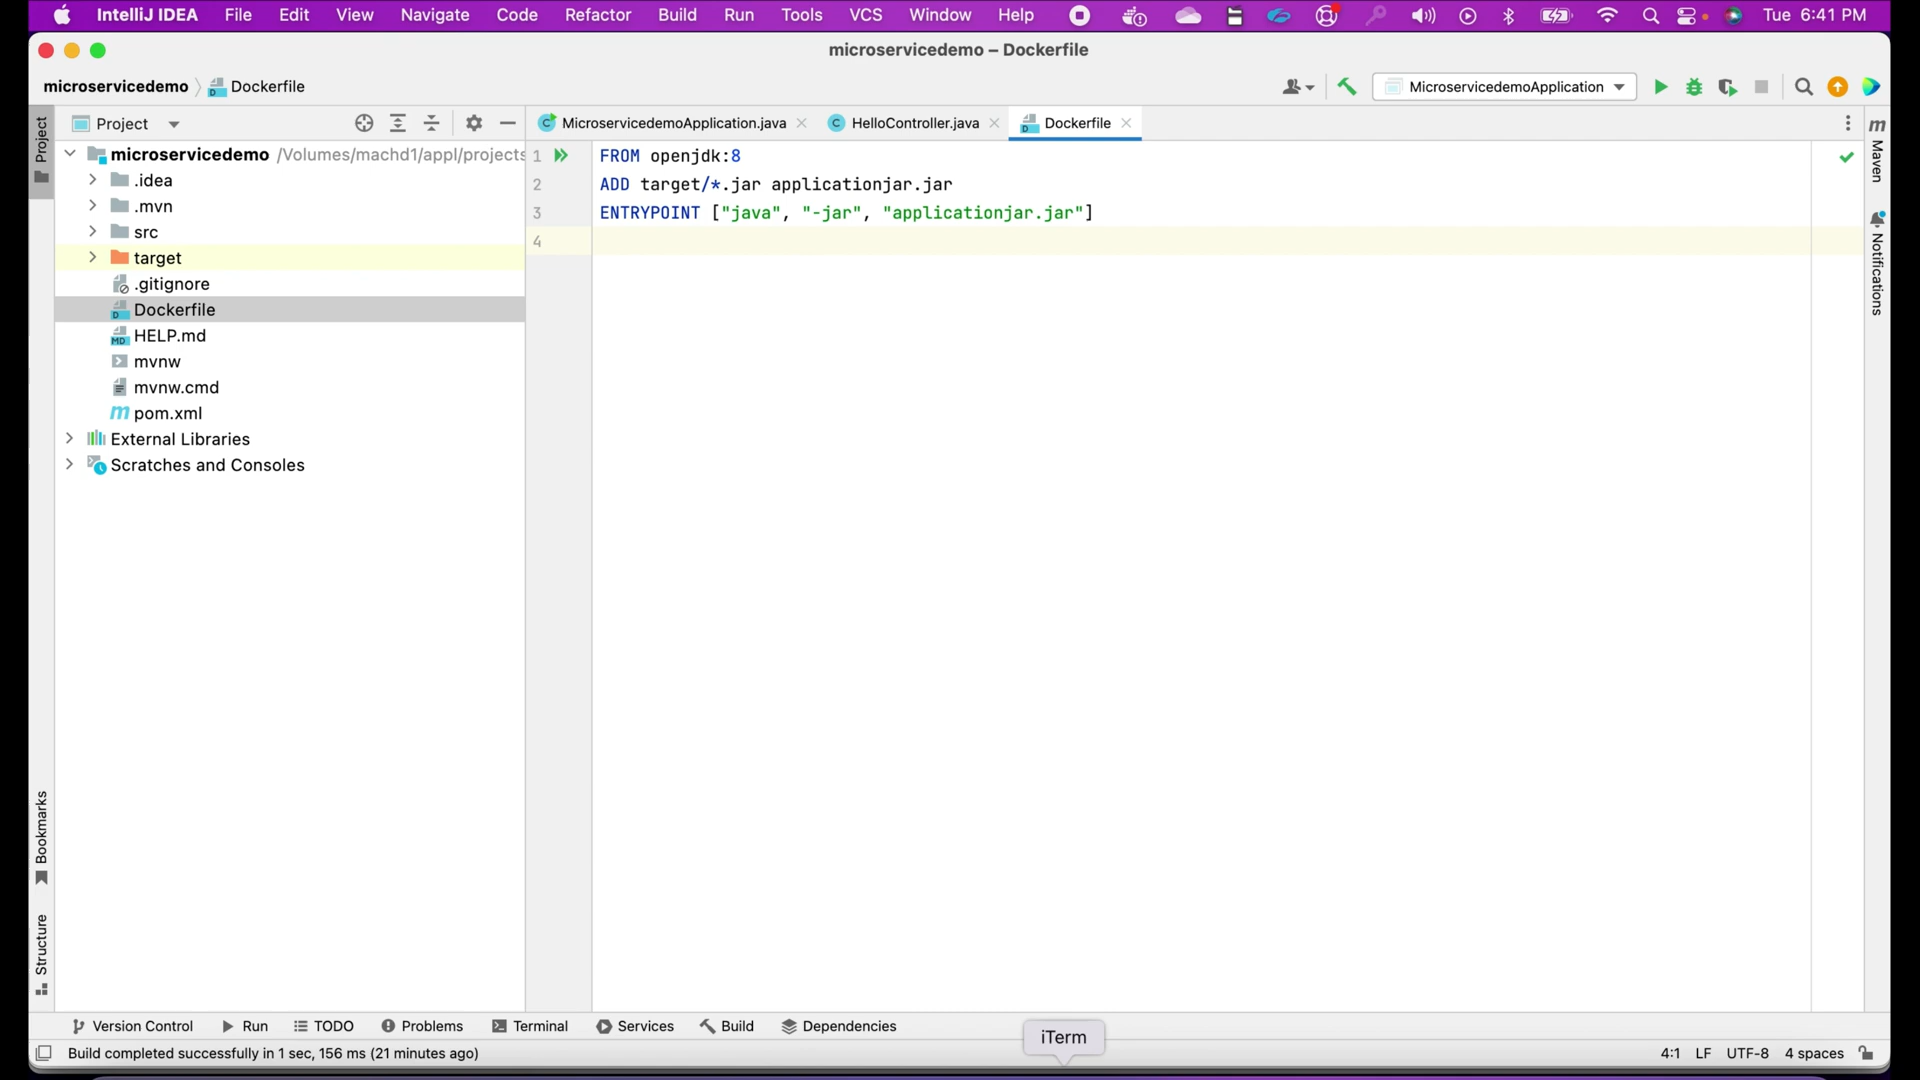 IntelliJ IDEA File Edit View Navigate Code Refactor Build Run Tools VCS Window Help Tue 6:41 PM
microservicedemo – Dockerfile
microservicedemo Dockerfile MicroservicedemoApplication
Project MicroservicedemoApplication.java HelloController.java Dockerfile
Project
microservicedemo /Volumes/machd1/appl/projects
.idea
.mvn
src
target
.gitignore
Dockerfile
HELP.md
mvnw
mvnw.cmd
pom.xml
External Libraries
Scratches and Consoles
1 FROM openjdk:8
2 ADD target/*.jar applicationjar.jar
3 ENTRYPOINT ["java", "-jar", "applicationjar.jar"]
4
Maven
Notifications
Bookmarks
Structure
Version Control Run TODO Problems Terminal Services Build Dependencies
iTerm
Build completed successfully in 1 sec, 156 ms (21 minutes ago) 4:1 LF UTF-8 4 spaces